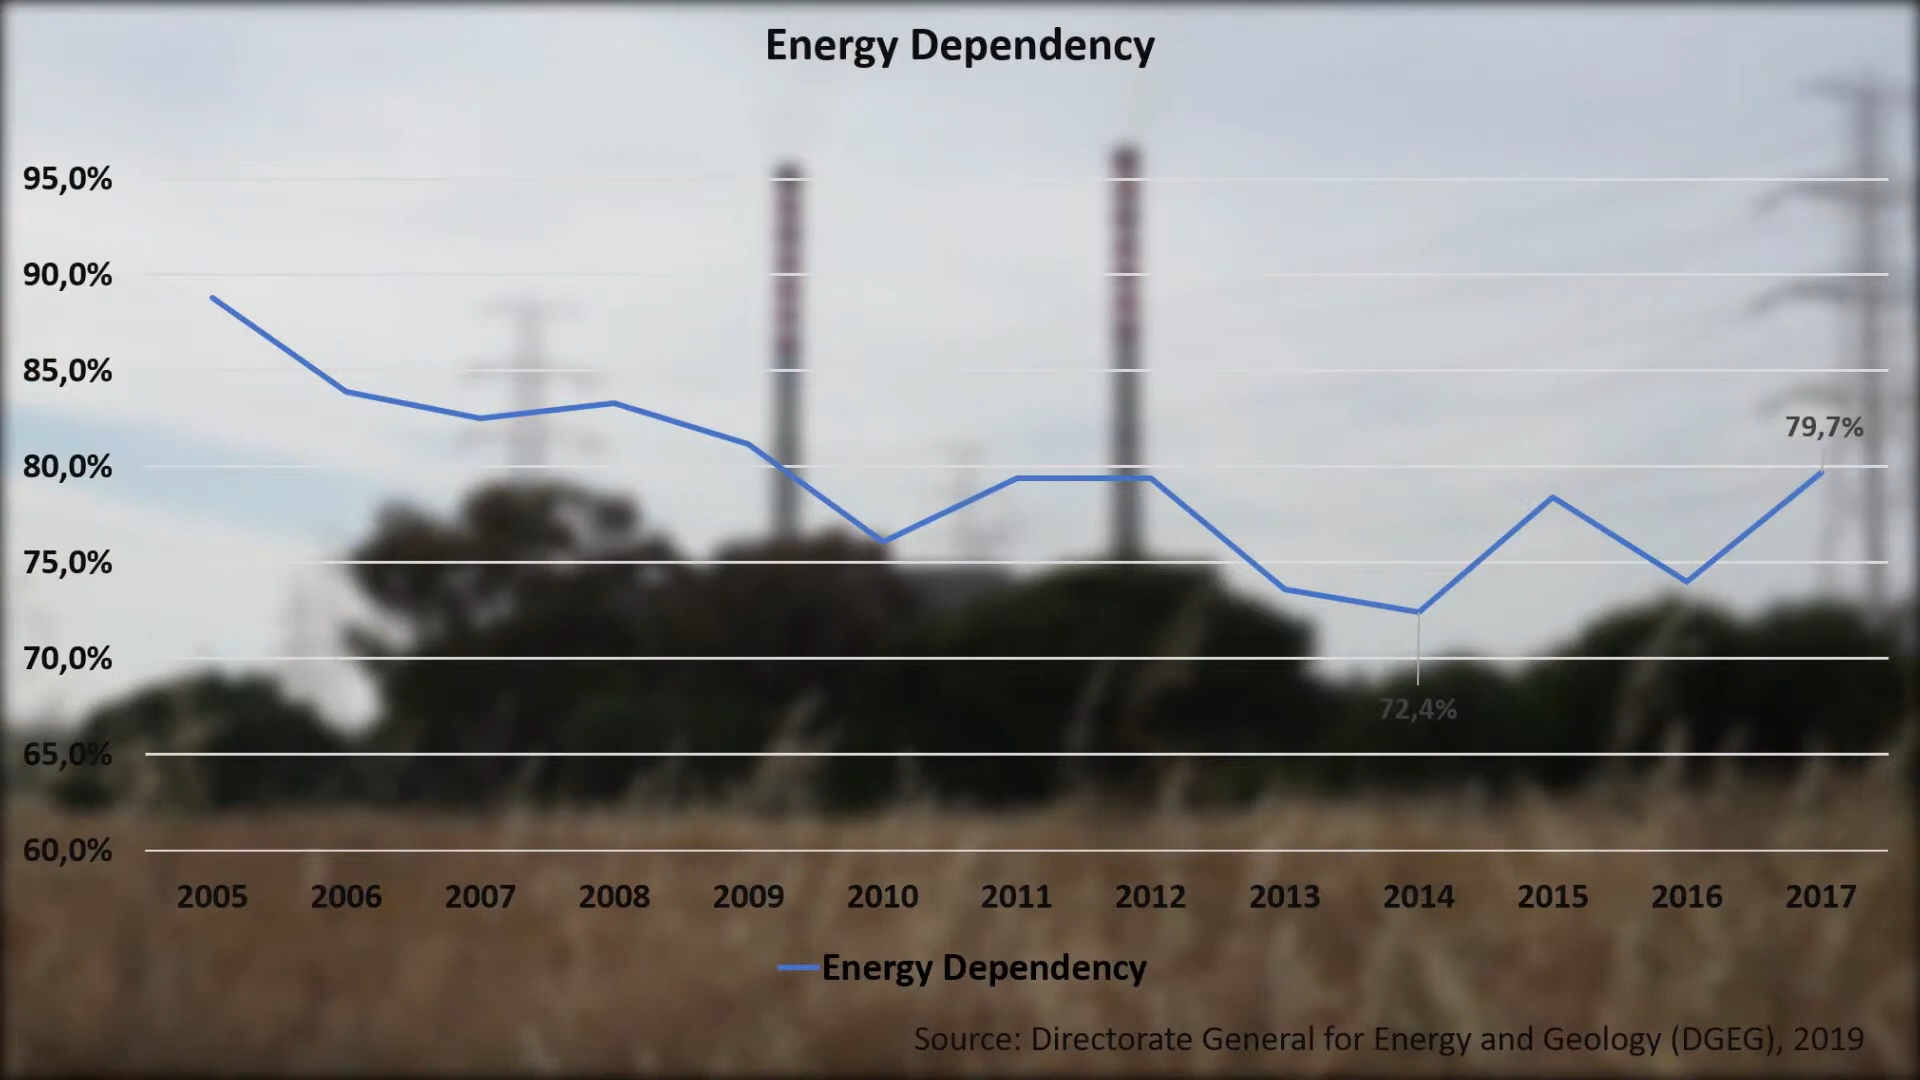 Energy Dependency
95,0%
90,0%
85,0%
80,0%
75,0%
70,0%
65,0%
60,0%
79,7%
72,4%
2005 2006 2007 2008 2009 2010 2011 2012 2013 2014 2015 2016 2017
Energy Dependency
Source: Directorate General for Energy and Geology (DGEG), 2019